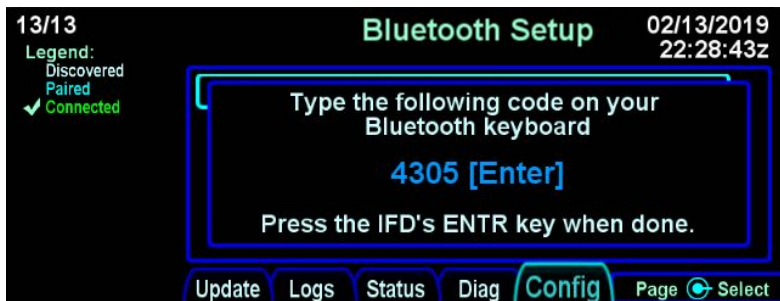 13/13
Bluetooth Setup
02/13/2019
22:28:43z
Legend:
Discovered
Paired
Connected
Type the following code on your
Bluetooth keyboard
4305 [Enter]
Press the IFD's ENTR key when done.
Update
Logs
Status
Diag
Config
Page
Select